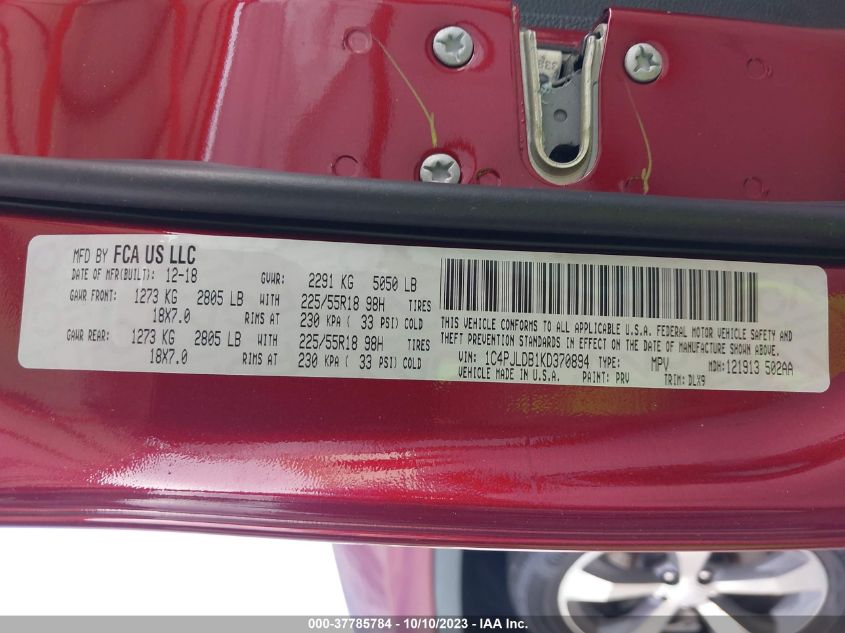 MFD BY FCA US LLC
DATE OF MFR(BUILT): 12-18 GVWR: 2291 KG 5050 LB
GAWR FRONT: 1273 KG 2805 LB WITH 225/55R18 98H TIRES
18X7.0 RIMS AT 230 KPA ( 33 PSI) COLD
GAWR REAR: 1273 KG 2805 LB WITH 225/55R18 98H TIRES
18X7.0 RIMS AT 230 KPA ( 33 PSI) COLD
THIS VEHICLE CONFORMS TO ALL APPLICABLE U.S.A. FEDERAL MOTOR VEHICLE SAFETY AND
THEFT PREVENTION STANDARDS IN EFFECT ON THE DATE OF MANUFACTURE SHOWN ABOVE.
VIN: 1C4PJLDB1KD370894 TYPE: MPV MDH: 121913 502AA
VEHICLE MADE IN U.S.A. PAINT: PRV TRIM: DLX9
000-37785784 - 10/10/2023 - IAA Inc.